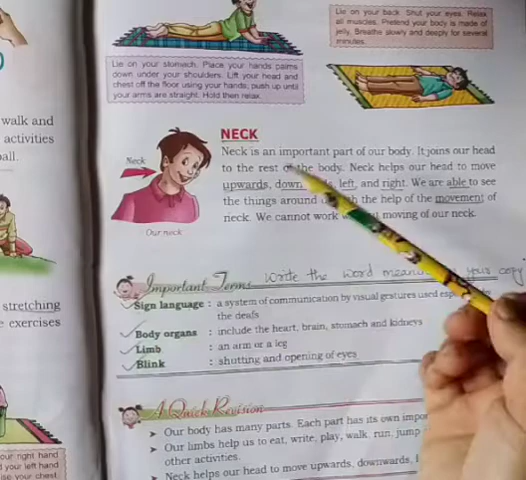 Lie on your back. Shut your eyes. Relax
all muscles. Pretend your body is made of
jelly. Breathe slowly and deeply for several
minutes.
Lie on your stomach. Place your hands palms
down under your shoulders. Lift your head and
chest off the floor using your hands, push up until
your arms are straight. Hold then relax.
walk and
activities
NECK
Neck is an important part of our body. It joins our head
to the rest of the body. Neck helps our head to move
upwards, left, and right. We are able to see
the things around the help of the movement of
neck. We cannot work moving of our neck.
Neck
Our neck
stretching
exercises
Important Terms Write the word your copy
Sign language : a system of communication by visual gestures used
the deafs
Body organs : include the heart, brain, stomach and kidneys
Limb : an arm or a leg
Blink : shutting and opening of eyes
A Quick Revision
➤ Our body has many parts. Each part has its own
➤ Our limbs help us to eat, write, play, walk, run, jump
other activities.
➤ Neck helps our head to move upwards, downwards,
our right hand
your left hand
your chest.